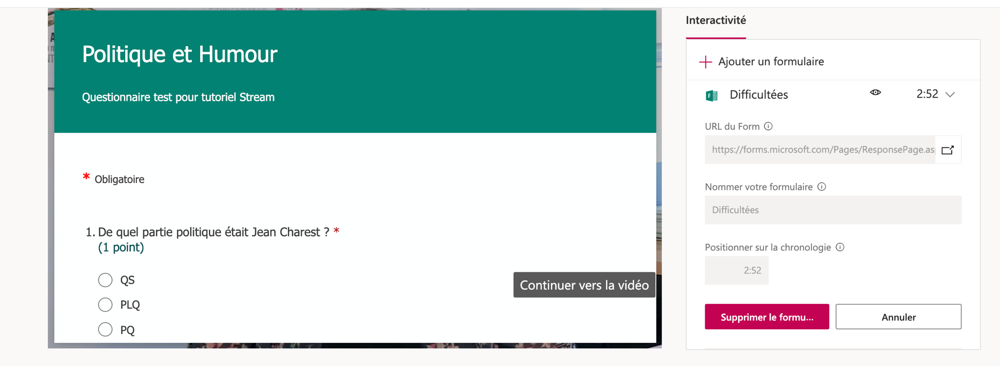 Politique et Humour
Questionnaire test pour tutoriel Stream
* Obligatoire
1. De quel partie politique était Jean Charest ? *
(1 point)
QS
PLQ
PQ
Continuer vers la vidéo
Interactivité
Ajouter un formulaire
Difficultées 2:52
URL du Form
https://forms.microsoft.com/Pages/ResponsePage.as
Nommer votre formulaire
Difficultées
Positionner sur la chronologie
2:52
Supprimer le formu...
Annuler